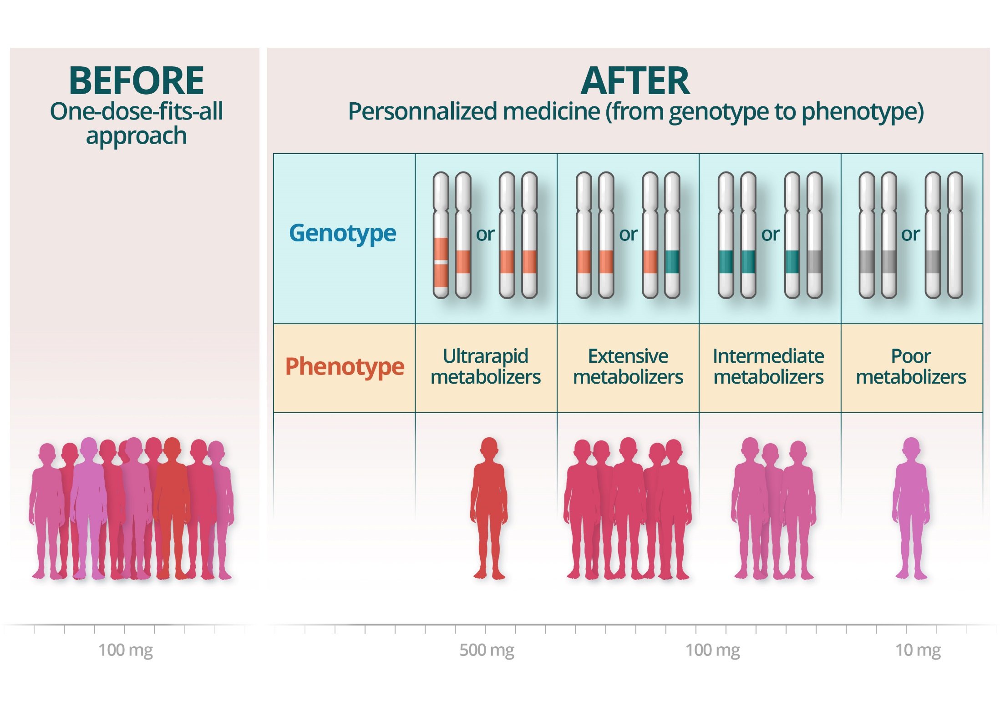 BEFORE
One-dose-fits-all
approach
AFTER
Personnalized medicine (from genotype to phenotype)
Genotype
or
or
or
or
Phenotype
Ultrarapid
metabolizers
Extensive
metabolizers
Intermediate
metabolizers
Poor
metabolizers
100 mg
500 mg
100 mg
10 mg